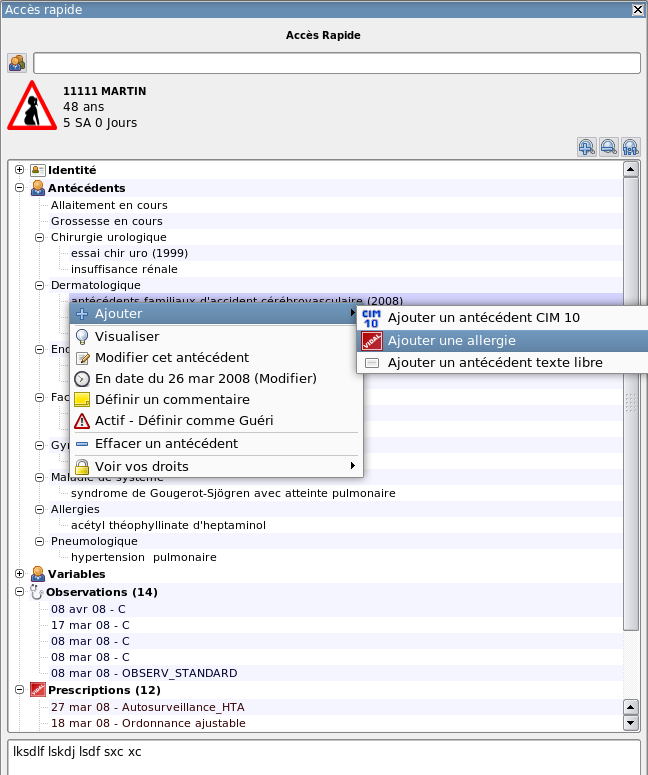 Accès rapide
Accès Rapide
11111 MARTIN
48 ans
5 SA 0 Jours
Identité
Antécédents
Allaitement en cours
Grossesse en cours
Chirurgie urologique
essai chir uro (1999)
insuffisance rénale
Dermatologique
antécédents familiaux d'accident cérébrovasculaire (2008)
Ajouter
CIM 10 Ajouter un antécédent CIM 10
Visualiser
VIDAL Ajouter une allergie
Modifier cet antécédent
Ajouter un antécédent texte libre
En date du 26 mar 2008 (Modifier)
Définir un commentaire
Actif - Définir comme Guéri
Effacer un antécédent
Voir vos droits
Maladie de système
syndrome de Gougerot-Sjögren avec atteinte pulmonaire
Allergies
acétyl théophyllinate d'heptaminol
Pneumologique
hypertension pulmonaire
Variables
Observations (14)
08 avr 08 - C
17 mar 08 - C
08 mar 08 - C
08 mar 08 - C
08 mar 08 - OBSERV_STANDARD
VIDAL Prescriptions (12)
27 mar 08 - Autosurveillance_HTA
18 mar 08 - Ordonnance ajustable
lksdlf lskdj lsdf sxc xc